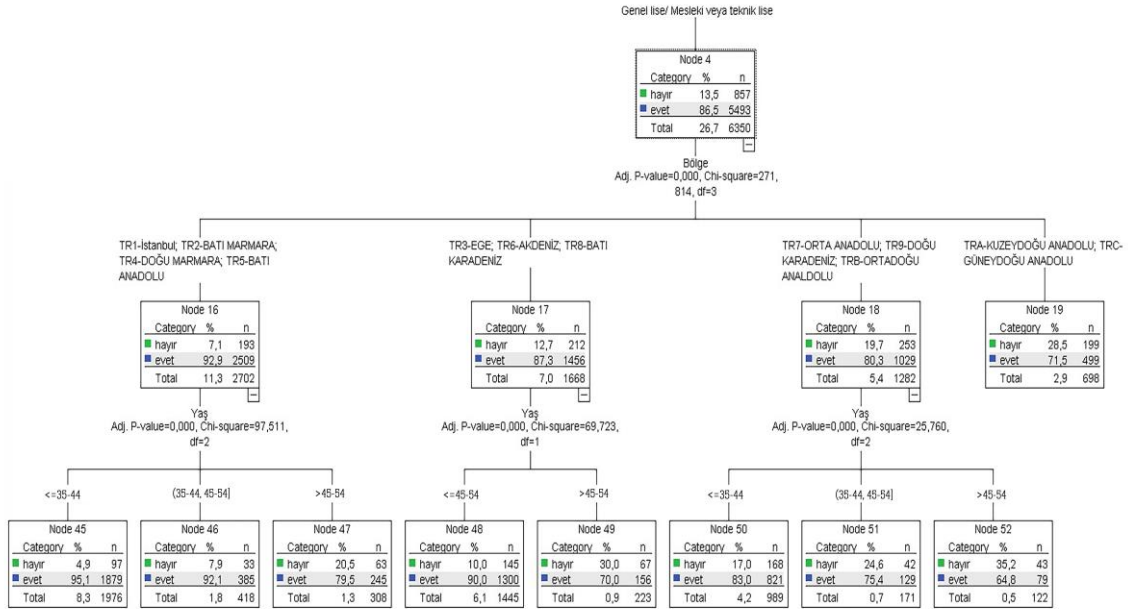 Genel lise/ Mesleki veya teknik lise
Node 4
Category % n
hayır 13,5 857
evet 86,5 5493
Total 26,7 6350
Bölge
Adj. P-value=0,000, Chi-square=271,
814, df=3
TR1-İstanbul; TR2-BATI MARMARA;
TR4-DOĞU MARMARA; TR5-BATI
ANADOLU
TR3-EGE; TR6-AKDENİZ; TR8-BATI
KARADENİZ
TR7-ORTA ANADOLU; TR9-DOĞU
KARADENİZ; TRB-ORTADOĞU
ANALDOLU
TRA-KUZEYDOĞU ANADOLU; TRC-
GÜNEYDOĞU ANADOLU
Node 16
Category % n
hayır 7,1 193
evet 92,9 2509
Total 11,3 2702
Node 17
Category % n
hayır 12,7 212
evet 87,3 1456
Total 7,0 1668
Node 18
Category % n
hayır 19,7 253
evet 80,3 1029
Total 5,4 1282
Node 19
Category % n
hayır 28,5 199
evet 71,5 499
Total 2,9 698
Yaş
Adj. P-value=0,000, Chi-square=97,511,
df=2
Yaş
Adj. P-value=0,000, Chi-square=69,723,
df=1
Yaş
Adj. P-value=0,000, Chi-square=25,760,
df=2
<=35-44
(35-44, 45-54]
>45-54
<=45-54
>45-54
<=35-44
(35-44, 45-54]
>45-54
Node 45
Category % n
hayır 4,9 97
evet 95,1 1879
Total 8,3 1976
Node 46
Category % n
hayır 7,9 33
evet 92,1 385
Total 1,8 418
Node 47
Category % n
hayır 20,5 63
evet 79,5 245
Total 1,3 308
Node 48
Category % n
hayır 10,0 145
evet 90,0 1300
Total 6,1 1445
Node 49
Category % n
hayır 30,0 67
evet 70,0 156
Total 0,9 223
Node 50
Category % n
hayır 17,0 168
evet 83,0 821
Total 4,2 989
Node 51
Category % n
hayır 24,6 42
evet 75,4 129
Total 0,7 171
Node 52
Category % n
hayır 35,2 43
evet 64,8 79
Total 0,5 122